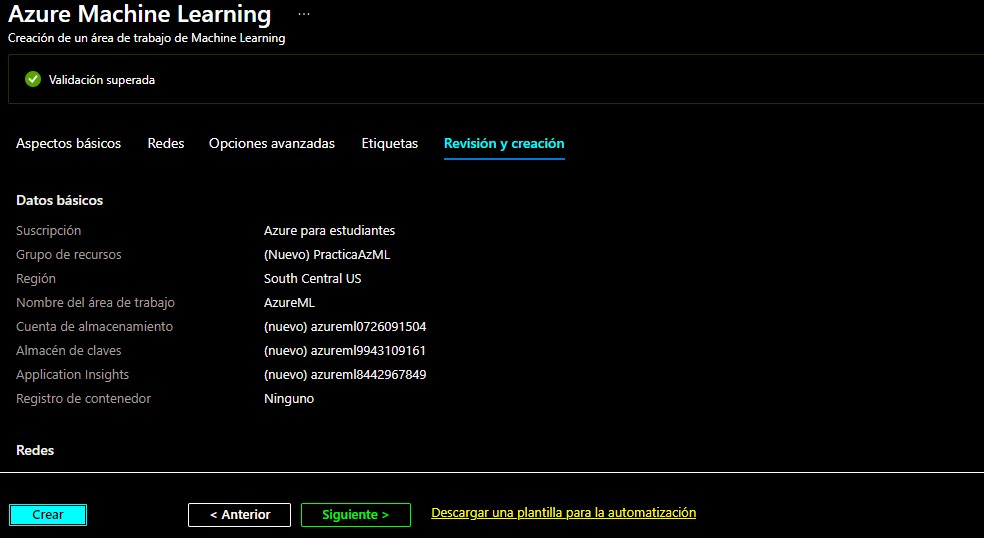 Azure Machine Learning ...
Creación de un área de trabajo de Machine Learning
Validación superada
Aspectos básicos Redes Opciones avanzadas Etiquetas Revisión y creación
Datos básicos
Suscripción Azure para estudiantes
Grupo de recursos (Nuevo) PracticaAzML
Región South Central US
Nombre del área de trabajo AzureML
Cuenta de almacenamiento (nuevo) azureml0726091504
Almacén de claves (nuevo) azureml9943109161
Application Insights (nuevo) azureml8442967849
Registro de contenedor Ninguno
Redes
Crear < Anterior Siguiente > Descargar una plantilla para la automatización